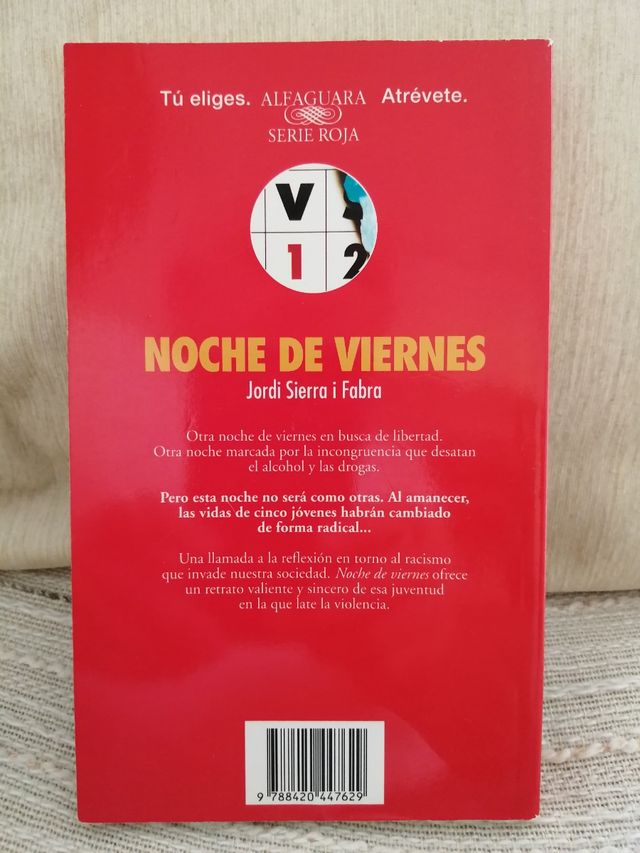 Tú eliges. ALFAGUARA Atrévete.
SERIE ROJA
V
1 2
NOCHE DE VIERNES
Jordi Sierra i Fabra
Otra noche de viernes en busca de libertad.
Otra noche marcada por la incongruencia que desatan
el alcohol y las drogas.
Pero esta noche no será como otras. Al amanecer,
las vidas de cinco jóvenes habrán cambiado
de forma radical...
Una llamada a la reflexión en torno al racismo
que invade nuestra sociedad. Noche de viernes ofrece
un retrato valiente y sincero de esa juventud
en la que late la violencia.
9 788420 447629